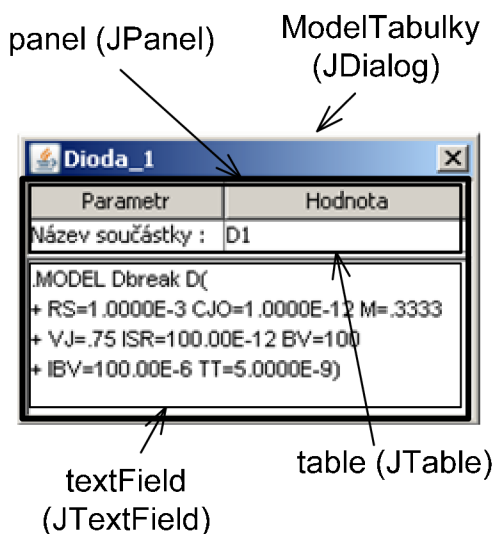 panel (JPanel)
ModelTabulky
(JDialog)
Dioda_1
Parametr Hodnota
Název součástky : D1
.MODEL Dbreak D(
+ RS=1.0000E-3 CJO=1.0000E-12 M=.3333
+ VJ=.75 ISR=100.00E-12 BV=100
+ IBV=100.00E-6 TT=5.0000E-9)
textField
(JTextField)
table (JTable)